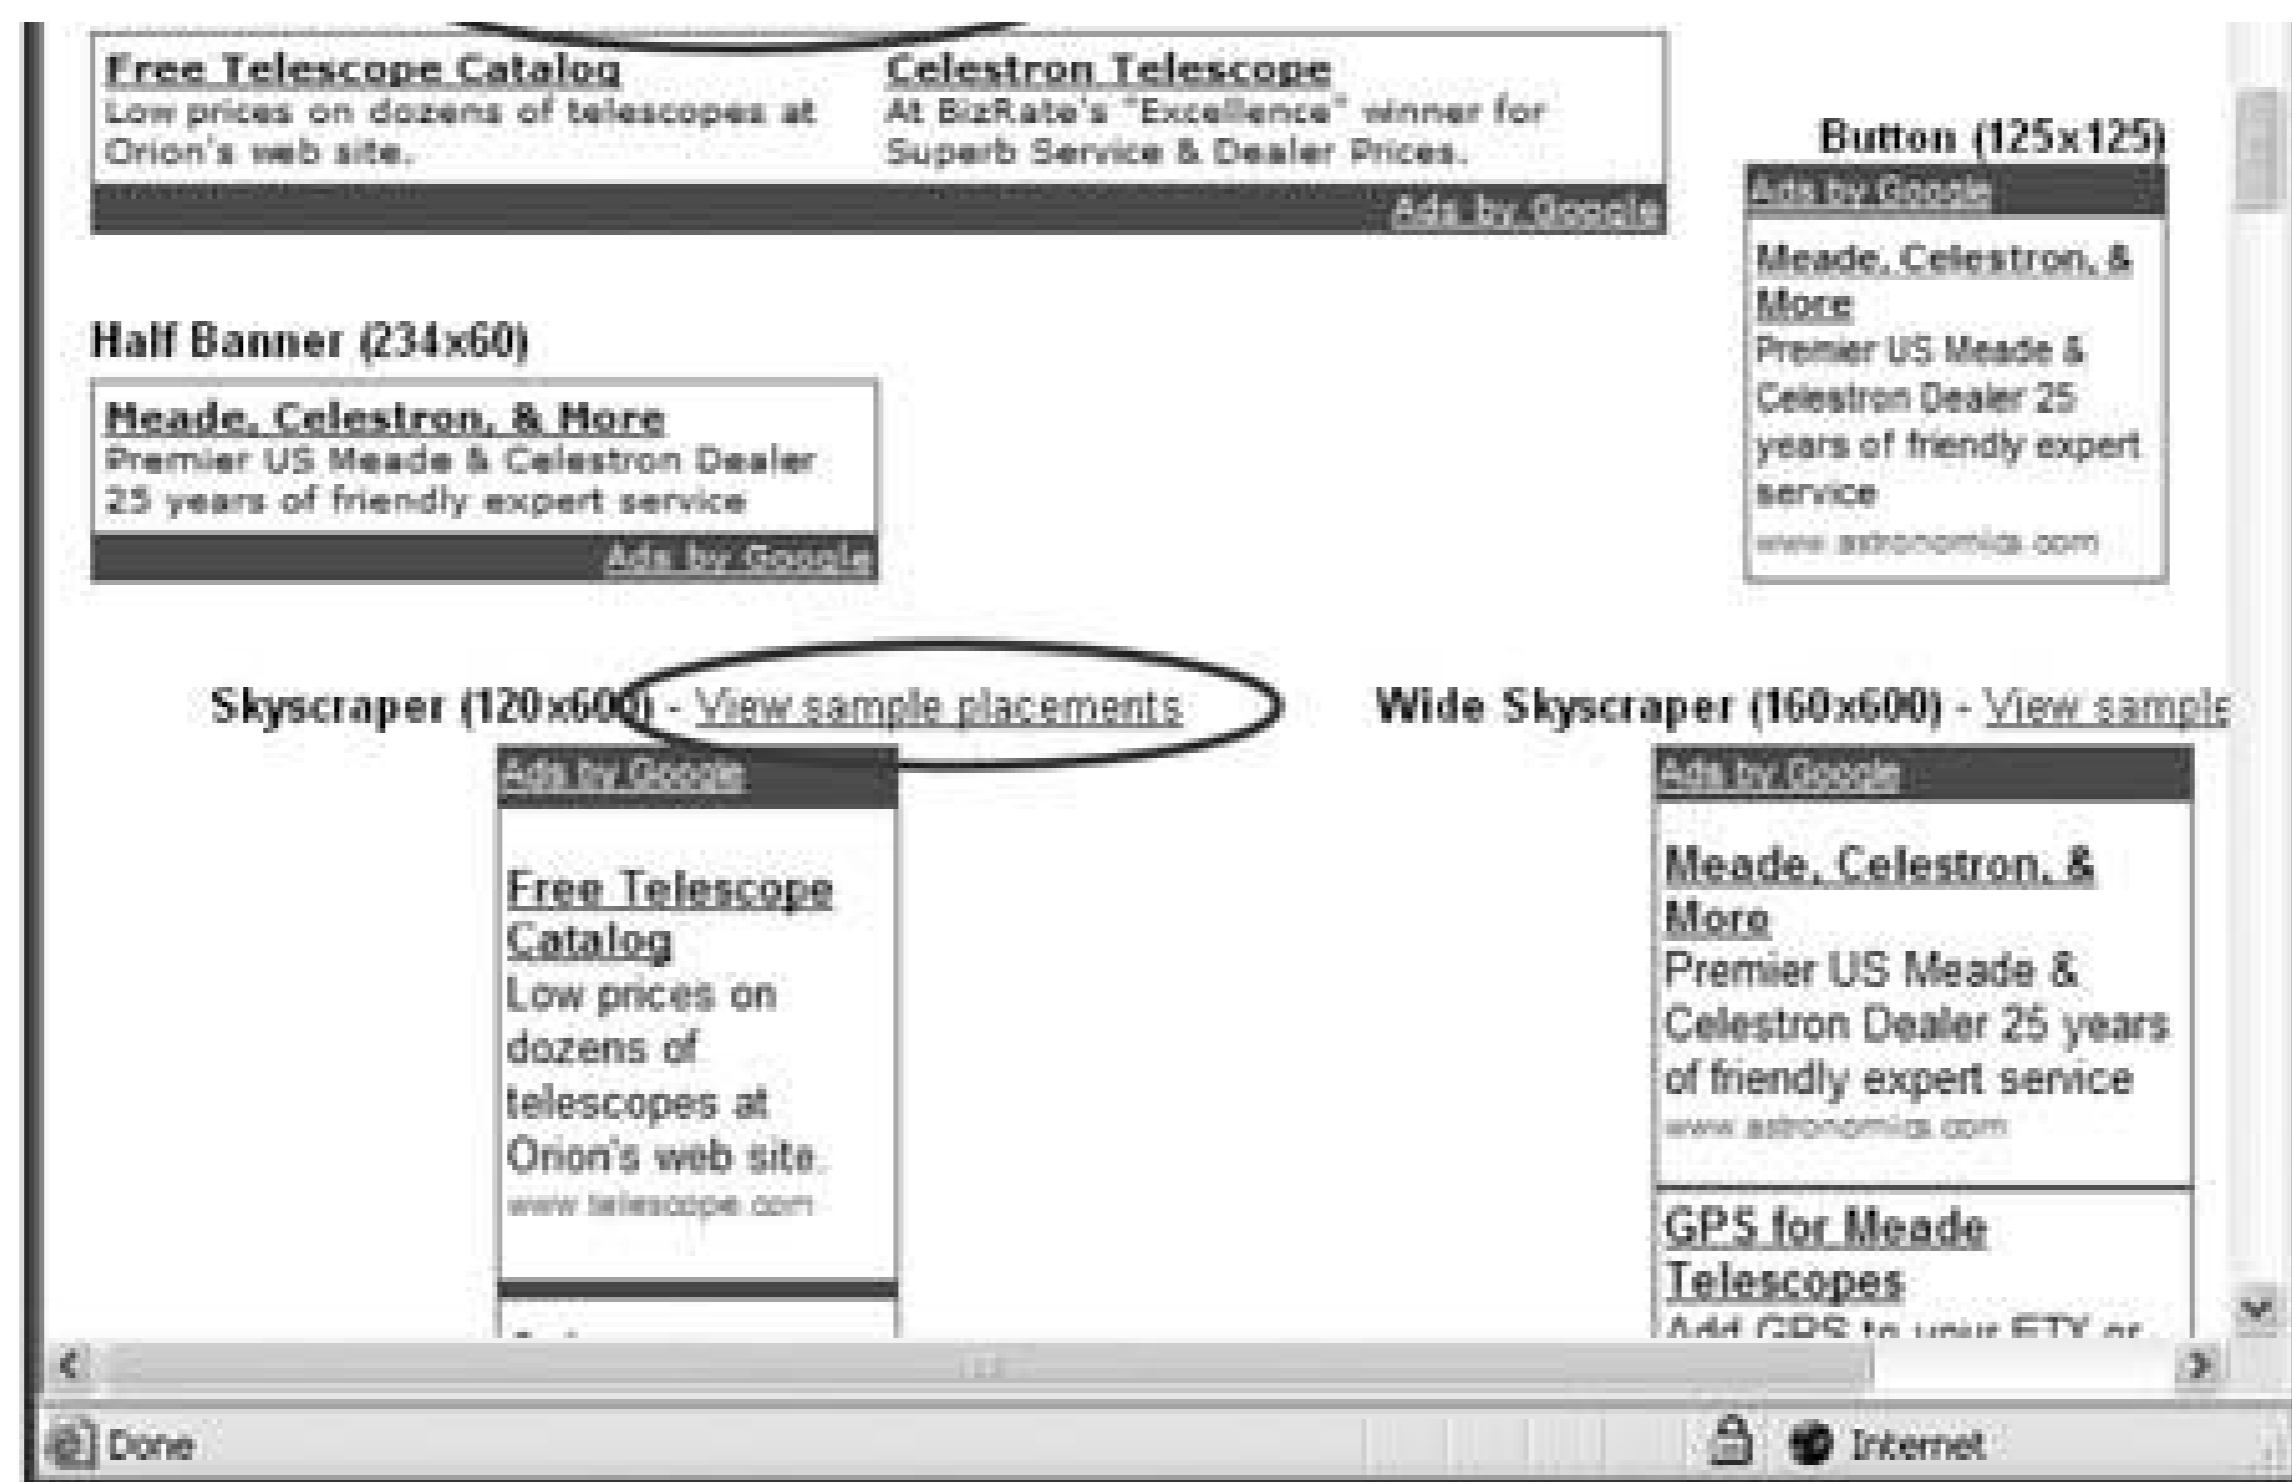 Free Telescope Catalog
Low prices on dozens of telescopes at
Orion's web site.
Celestron Telescope
At BizRate's "Excellence" winner for
Superb Service & Dealer Prices.
Ads by Google
Button (125x125)
Ads by Google
Meade, Celestron, &
More
Premier US Meade &
Celestron Dealer 25
years of friendly expert
service
www.astronomics.com
Half Banner (234x60)
Meade, Celestron, & More
Premier US Meade & Celestron Dealer
25 years of friendly expert service
Ads by Google
Skyscraper (120x600) - View sample placements
Ads by Google
Free Telescope
Catalog
Low prices on
dozens of
telescopes at
Orion's web site.
www.telescope.com
Wide Skyscraper (160x600) - View sample
Ads by Google
Meade, Celestron, &
More
Premier US Meade &
Celestron Dealer 25 years
of friendly expert service
www.astronomics.com
GPS for Meade
Telescopes
Add GPS to your ETX or
Done
Internet